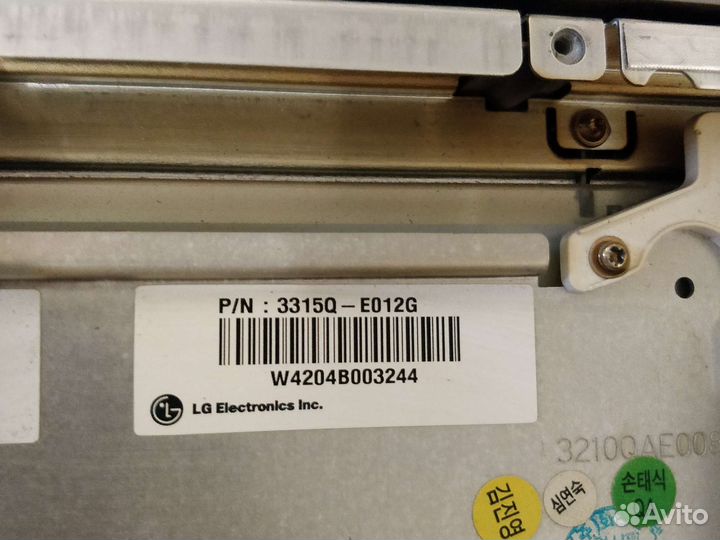 P/N : 3315Q – E012G
W4204B003244
LG Electronics Inc.
3210QAE00
김진영
심연숙
손태식
Avito